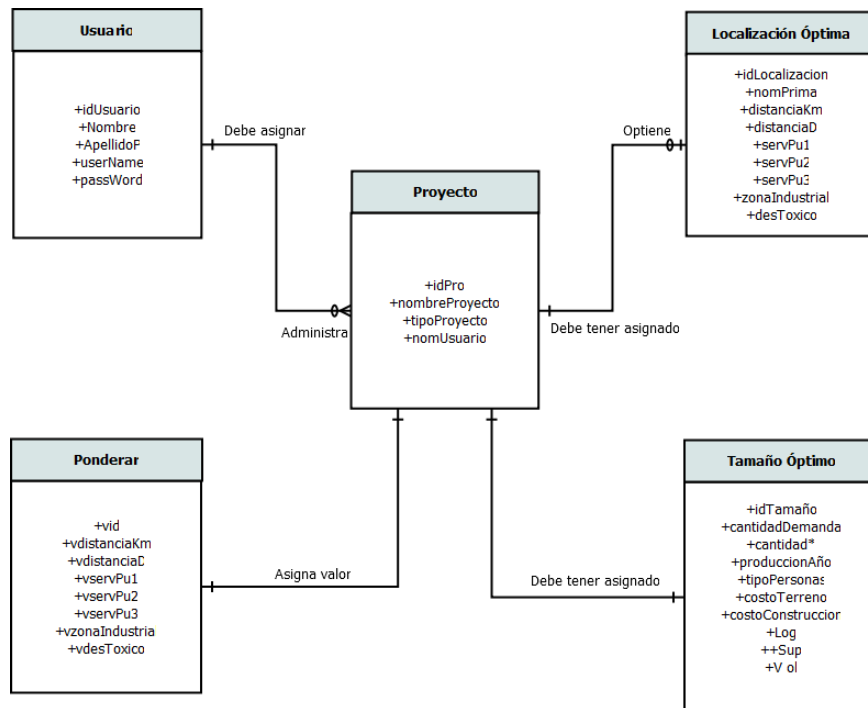 Usuario
+idUsuario
+Nombre
+ApellidoP
+userName
+passWord
Debe asignar
Administra
Localización Óptima
+idLocalizacion
+nomPrima
+distanciaKm
+distanciaD
+servPu1
+servPu2
+servPu3
+zonaIndustrial
+desToxico
Optiene
Proyecto
+idPro
+nombreProyecto
+tipoProyecto
+nomUsuario
Debe tener asignado
Ponderar
+vid
+vdistanciaKm
+vdistanciaD
+vservPu1
+vservPu2
+vservPu3
+vzonaIndustria
+vdesToxico
Asigna valor
Debe tener asignado
Tamaño Óptimo
+idTamaño
+cantidadDemanda
+cantidad*
+produccionAño
+tipoPersonas
+costoTerreno
+costoConstruccior
+Log
++Sup
+V ol